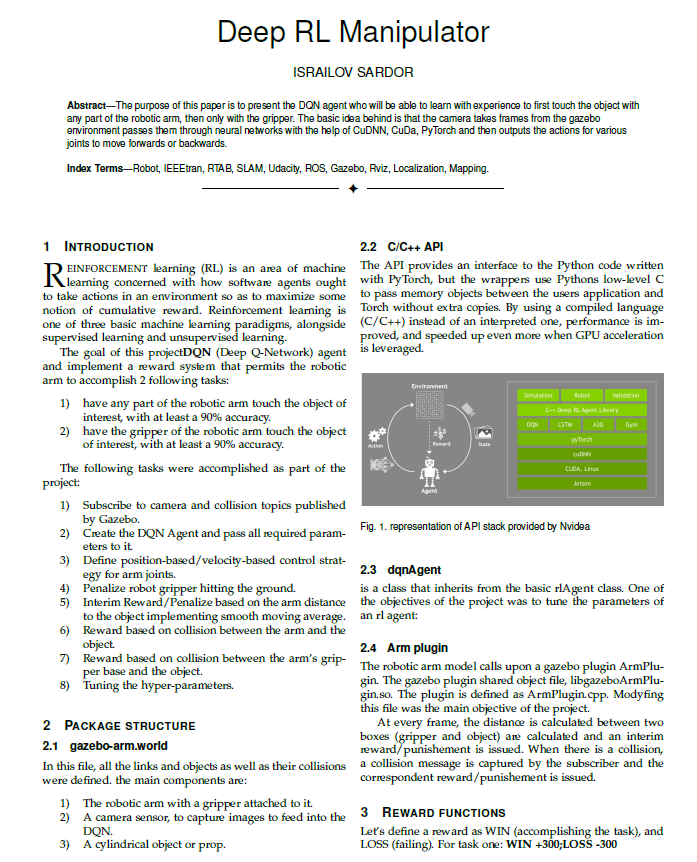 Deep RL Manipulator
ISRAILOV SARDOR
Abstract—The purpose of this paper is to present the DQN agent who will be able to learn with experience to first touch the object with
any part of the robotic arm, then only with the gripper. The basic idea behind is that the camera takes frames from the gazebo
environment passes them through neural networks with the help of CuDNN, CuDa, PyTorch and then outputs the actions for various
joints to move forwards or backwards.
Index Terms—Robot, IEEEtran, RTAB, SLAM, Udacity, ROS, Gazebo, Rviz, Localization, Mapping.
1 INTRODUCTION
REINFORCEMENT learning (RL) is an area of machine
learning concerned with how software agents ought
to take actions in an environment so as to maximize some
notion of cumulative reward. Reinforcement learning is
one of three basic machine learning paradigms, alongside
supervised learning and unsupervised learning.
The goal of this projectDQN (Deep Q-Network) agent
and implement a reward system that permits the robotic
arm to accomplish 2 following tasks:
1) have any part of the robotic arm touch the object of
interest, with at least a 90% accuracy.
2) have the gripper of the robotic arm touch the object
of interest, with at least a 90% accuracy.
The following tasks were accomplished as part of the
project:
1) Subscribe to camera and collision topics published
by Gazebo.
2) Create the DQN Agent and pass all required param-
eters to it.
3) Define position-based/velocity-based control strat-
egy for arm joints.
4) Penalize robot gripper hitting the ground.
5) Interim Reward/Penalize based on the arm distance
to the object implementing smooth moving average.
6) Reward based on collision between the arm and the
object.
7) Reward based on collision between the arm's grip-
per base and the object.
8) Tuning the hyper-parameters.
2 PACKAGE STRUCTURE
2.1 gazebo-arm.world
In this file, all the links and objects as well as their collisions
were defined. the main components are:
1) The robotic arm with a gripper attached to it.
2) A camera sensor, to capture images to feed into the
DQN.
3) A cylindrical object or prop.
2.2 C/C++ API
The API provides an interface to the Python code written
with PyTorch, but the wrappers use Pythons low-level C
to pass memory objects between the users application and
Torch without extra copies. By using a compiled language
(C/C++) instead of an interpreted one, performance is im-
proved, and speeded up even more when GPU acceleration
is leveraged.
Environment
Action
Reward
State
Agent
Simulation Robot Validation
C++ Deep RL Agent Library
DQN LSTM A3G Gym
pyTorch
cuDNN
CUDA, Linux
Jetson
Fig. 1. representation of API stack provided by Nvidea
2.3 dqnAgent
is a class that inherits from the basic rlAgent class. One of
the objectives of the project was to tune the parameters of
an rl agent:
2.4 Arm plugin
The robotic arm model calls upon a gazebo plugin ArmPlu-
gin. The gazebo plugin shared object file, libgazeboArmPlu-
gin.so. The plugin is defined as ArmPlugin.cpp. Modyfing
this file was the main objective of the project.
At every frame, the distance is calculated between two
boxes (gripper and object) are calculated and an interim
reward/punishement is issued. When there is a collision,
a collision message is captured by the subscriber and the
correspondent reward/punishement is issued.
3 REWARD FUNCTIONS
Let's define a reward as WIN (accomplishing the task), and
LOSS (failing). For task one: WIN +300;LOSS -300